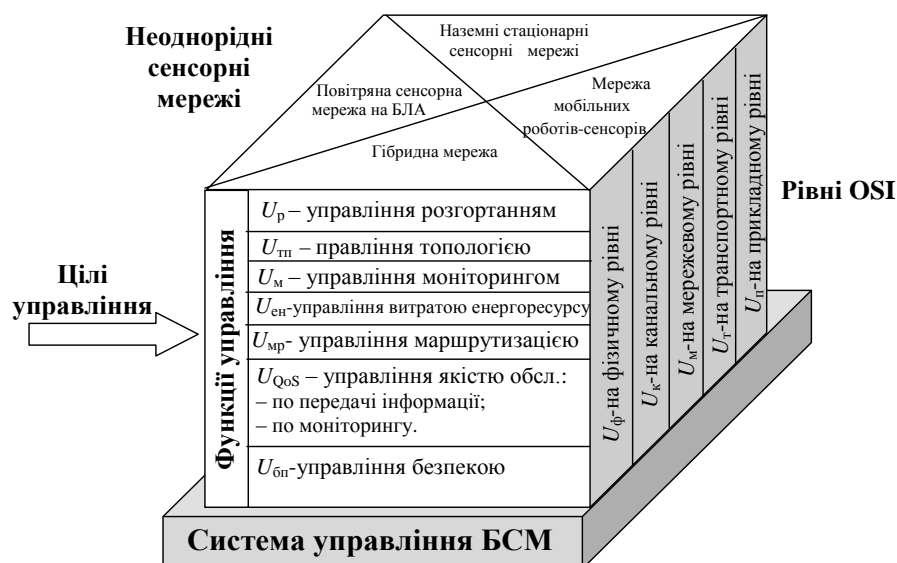 Неоднорідні
сенсорні
мережі
Наземні стаціонарні
сенсорні мережі
Повітряна сенсорна
мережа на БЛА
Мережа
мобільних
роботів-сенсорів
Гібридна мережа
Рівні OSI
Цілі
управління
Функції управління
Uр – управління розгортанням
Uтп – правління топологією
Uм – управління моніторингом
Uен-управління витратою енергоресурсу
Uмр- управління маршрутизацією
UQoS – управління якістю обсл.:
– по передачі інформації;
– по моніторингу.
Uбп-управління безпекою
Uф-на фізичному рівні
Uк-на канальному рівні
Uм-на мережевому рівні
Uт-на транспортному рівні
Uп-на прикладному рівні
Система управління БСМ